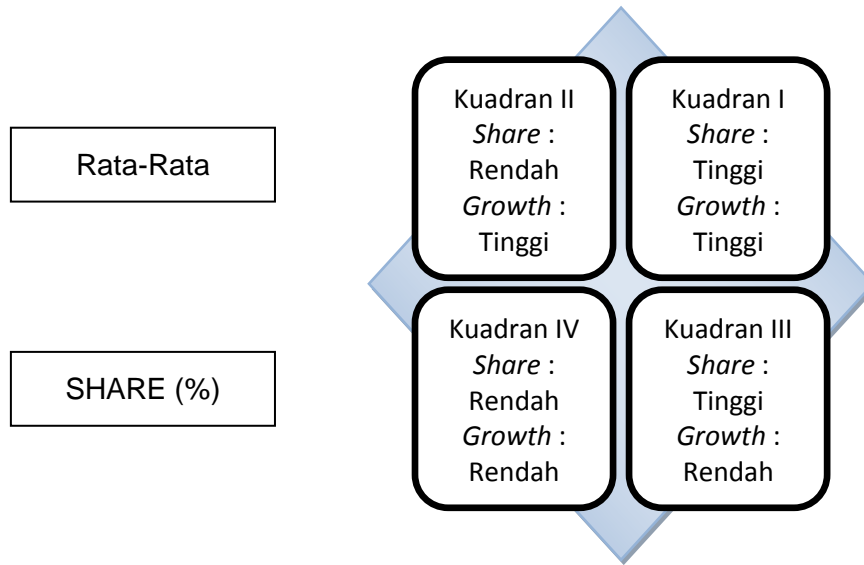 Rata-Rata
SHARE (%)
Kuadran II
Share :
Rendah
Growth :
Tinggi
Kuadran I
Share :
Tinggi
Growth :
Tinggi
Kuadran IV
Share :
Rendah
Growth :
Rendah
Kuadran III
Share :
Tinggi
Growth :
Rendah